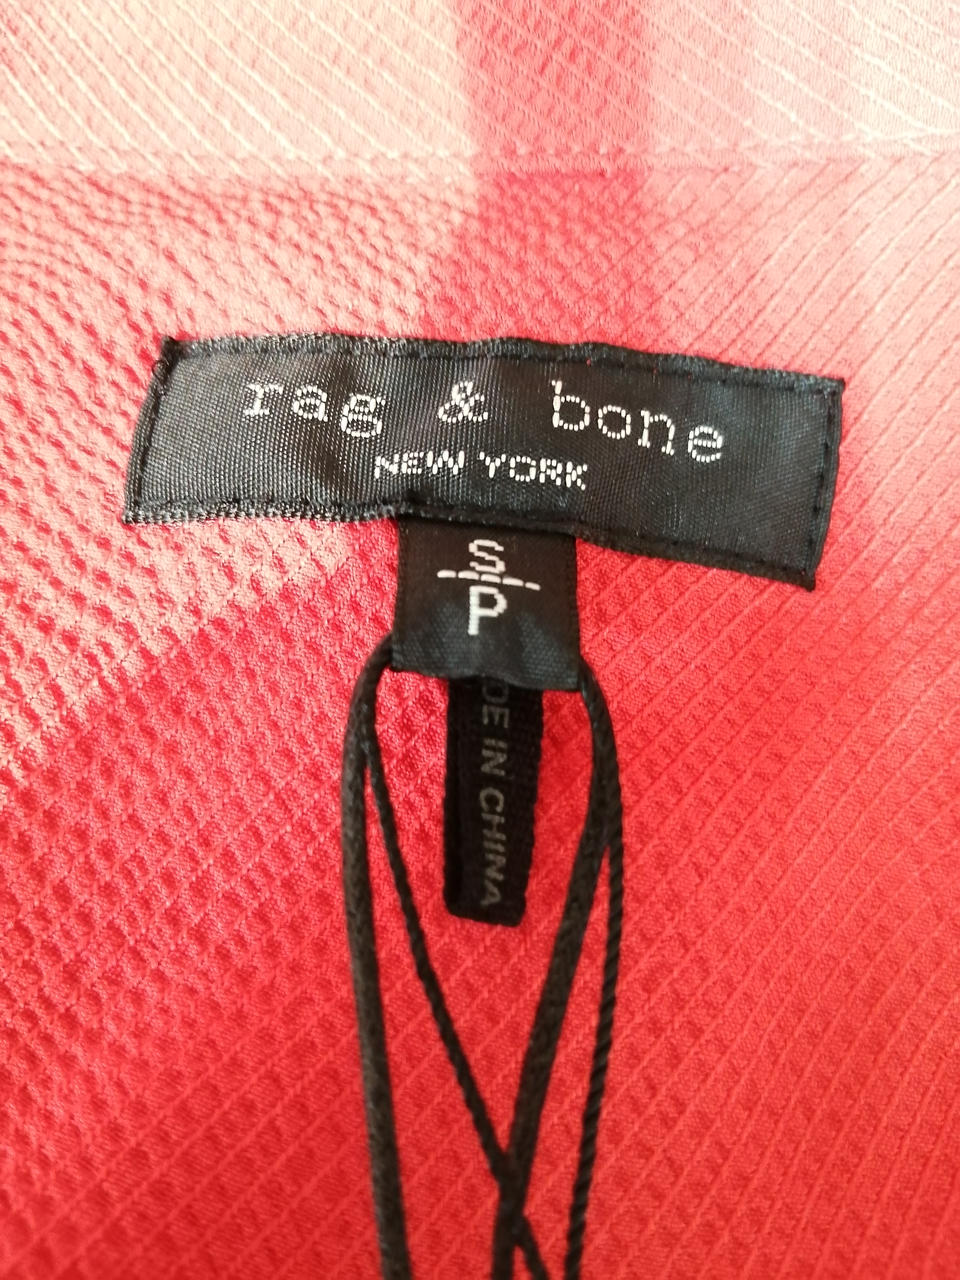 rag & bone
NEW YORK
S
P
DE IN CHINA